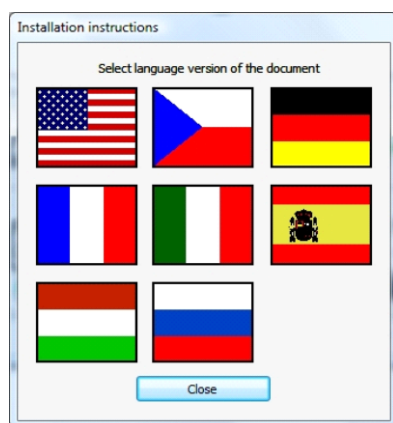 Installation instructions
Select language version of the document
Close